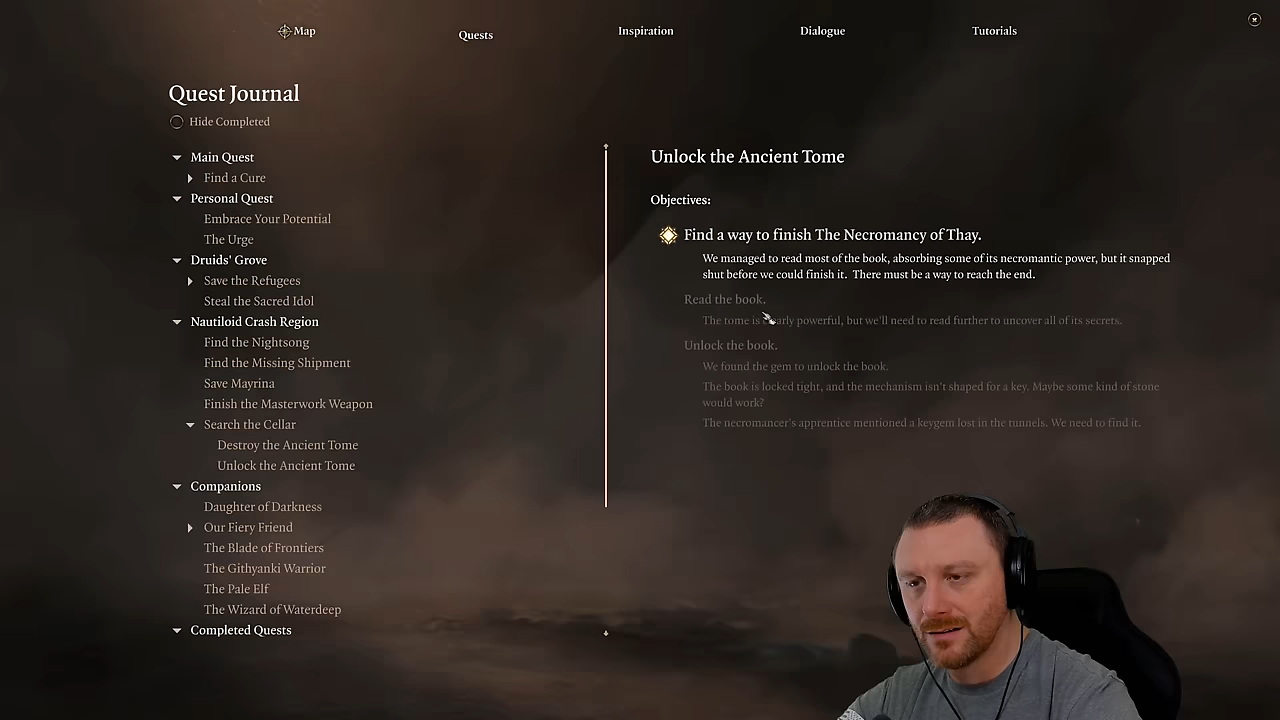 Map
Quests
Inspiration
Dialogue
Tutorials
Quest Journal
Hide Completed
Main Quest
Find a Cure
Personal Quest
Embrace Your Potential
The Urge
Druids' Grove
Save the Refugees
Steal the Sacred Idol
Nautiloid Crash Region
Find the Nightsong
Find the Missing Shipment
Save Mayrina
Finish the Masterwork Weapon
Search the Cellar
Destroy the Ancient Tome
Unlock the Ancient Tome
Companions
Daughter of Darkness
Our Fiery Friend
The Blade of Frontiers
The Githyanki Warrior
The Pale Elf
The Wizard of Waterdeep
Completed Quests
Unlock the Ancient Tome
Objectives:
Find a way to finish The Necromancy of Thay.
We managed to read most of the book, absorbing some of its necromantic power, but it snapped
shut before we could finish it. There must be a way to reach the end.
Read the book.
The tome is clearly powerful, but we'll need to read further to uncover all of its secrets.
Unlock the book.
We found the gem to unlock the book.
The book is locked tight, and the mechanism isn't shaped for a key. Maybe some kind of stone
would work?
The necromancer's apprentice mentioned a keygem lost in the tunnels. We need to find it.